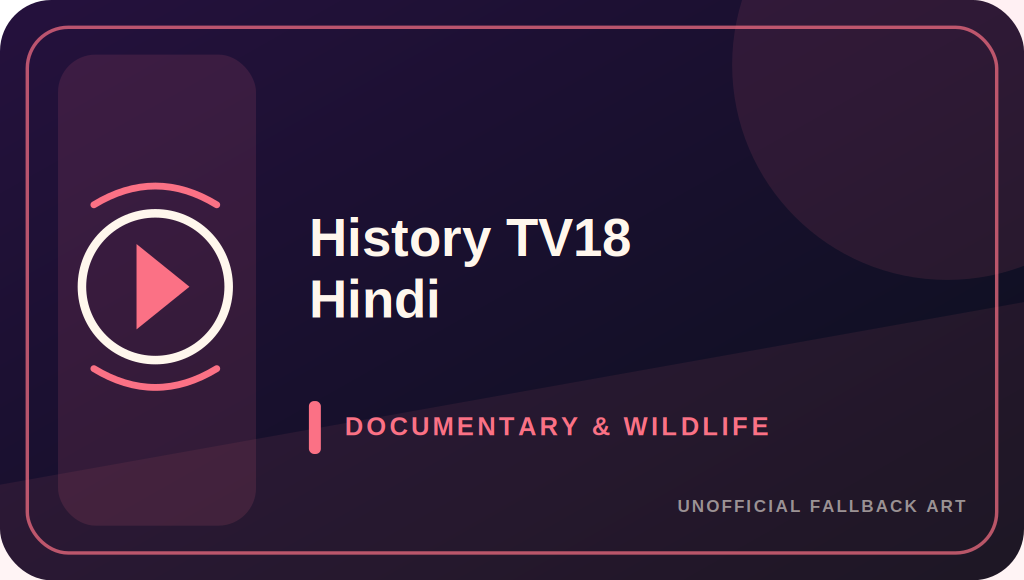 History TV18
Hindi
DOCUMENTARY & WILDLIFE
UNOFFICIAL FALLBACK ART